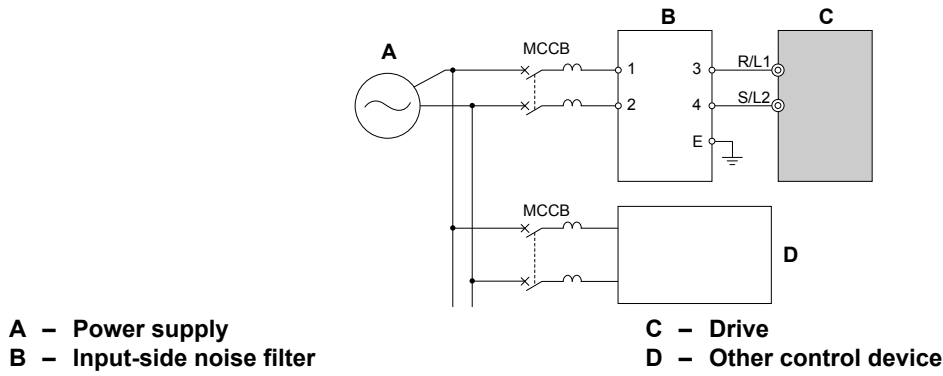 A
B
C
MCCB
1
3
R/L1
2
4
S/L2
E
MCCB
D
A – Power supply
B – Input-side noise filter
C – Drive
D – Other control device